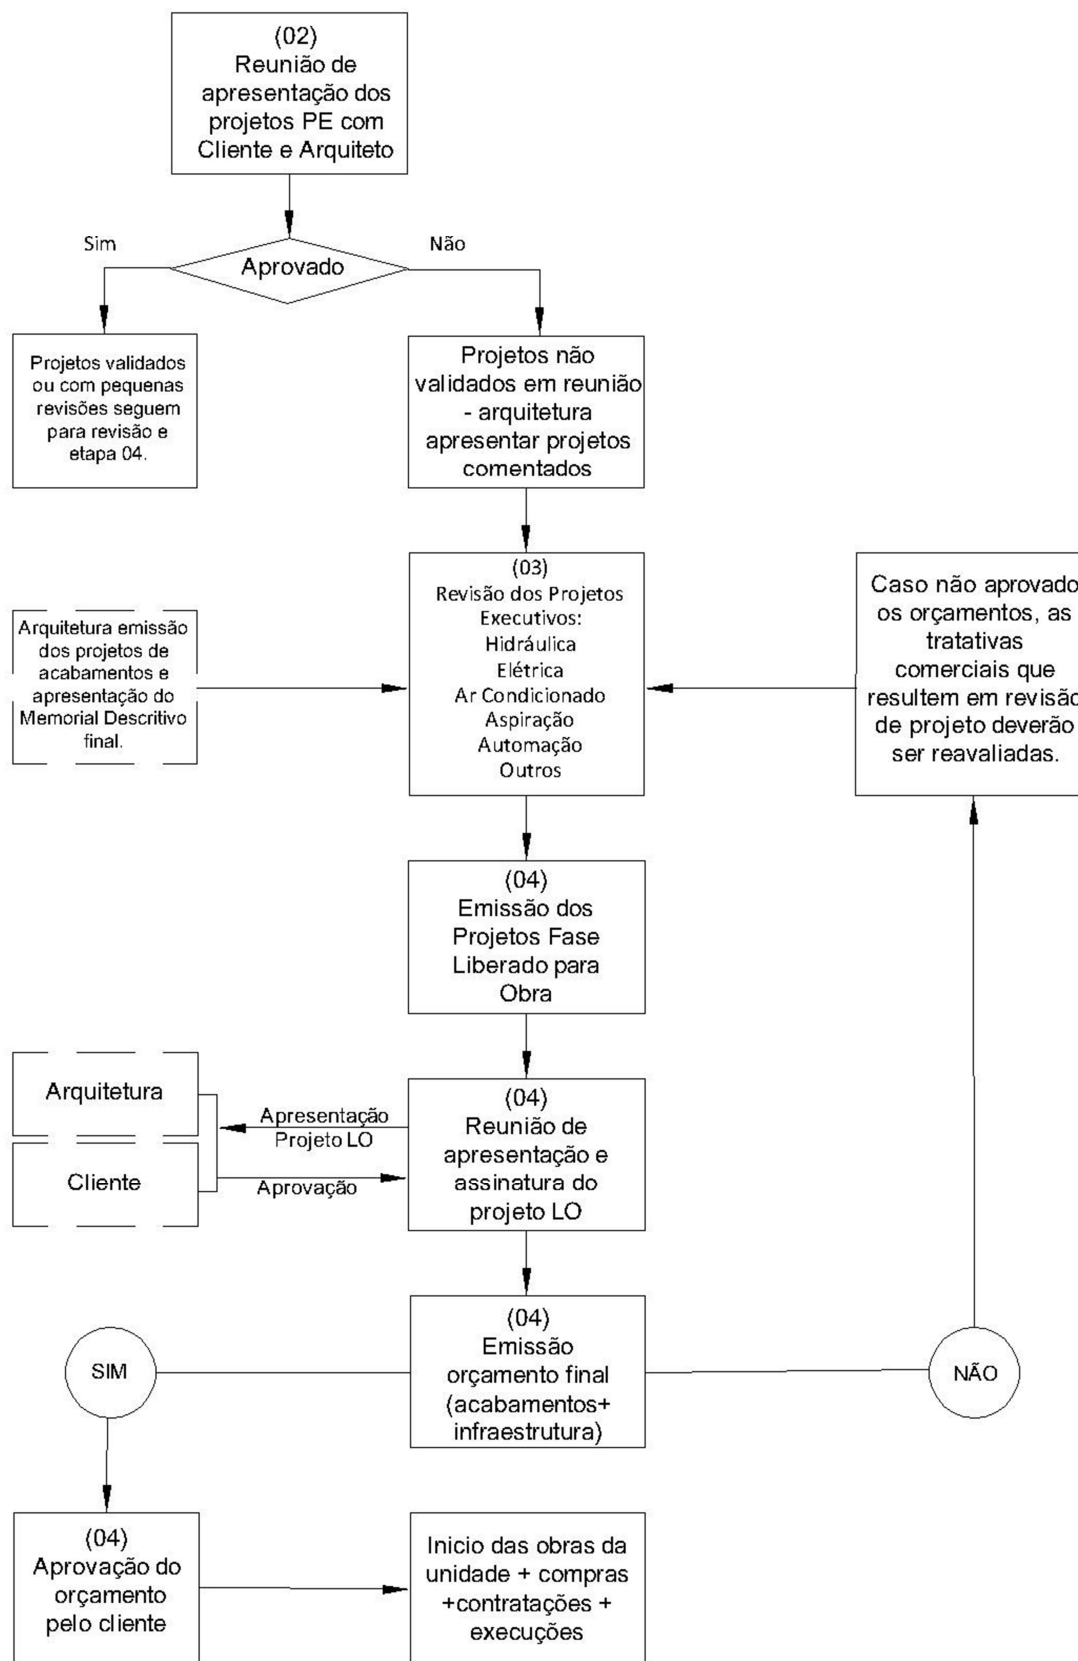 (02)
Reunião de
apresentação dos
projetos PE com
Cliente e Arquiteto
Sim
Não
Aprovado
Projetos validados
ou com pequenas
revisões seguem
para revisão e
etapa 04.
Projetos não
validados em reunião
- arquitetura
apresentar projetos
comentados
Arquitetura emissão
dos projetos de
acabamentos e
apresentação do
Memorial Descritivo
final.
(03)
Revisão dos Projetos
Executivos:
Hidráulica
Elétrica
Ar Condicionado
Aspiração
Automação
Outros
Caso não aprovado
os orçamentos, as
tratativas
comerciais que
resultem em revisão
de projeto deverão
ser reavaliadas.
(04)
Emissão dos
Projetos Fase
Liberado para
Obra
Arquitetura
Cliente
Apresentação
Projeto LO
Aprovação
(04)
Reunião de
apresentação e
assinatura do
projeto LO
(04)
Emissão
orçamento final
(acabamentos+
infraestrutura)
SIM
NÃO
(04)
Aprovação do
orçamento
pelo cliente
Inicio das obras da
unidade + compras
+contratações +
execuções